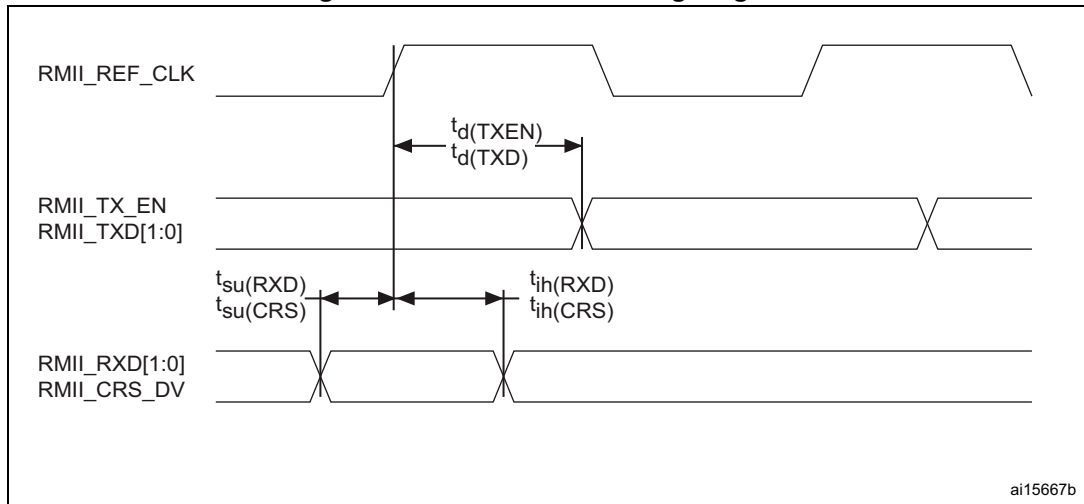 RMII_REF_CLK
td(TXEN)
td(TXD)
RMII_TX_EN
RMII_TXD[1:0]
tsu(RXD)
tsu(CRS)
tih(RXD)
tih(CRS)
RMII_RXD[1:0]
RMII_CRS_DV
ai15667b